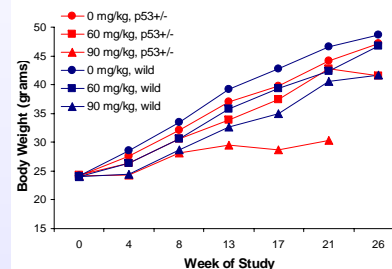 0 mg/kg, p53+/-
60 mg/kg, p53+/-
90 mg/kg, p53+/-
0 mg/kg, wild
60 mg/kg, wild
90 mg/kg, wild
Body Weight (grams)
50
45
40
35
30
25
20
15
0 4 8 13 17 21 26
Week of Study